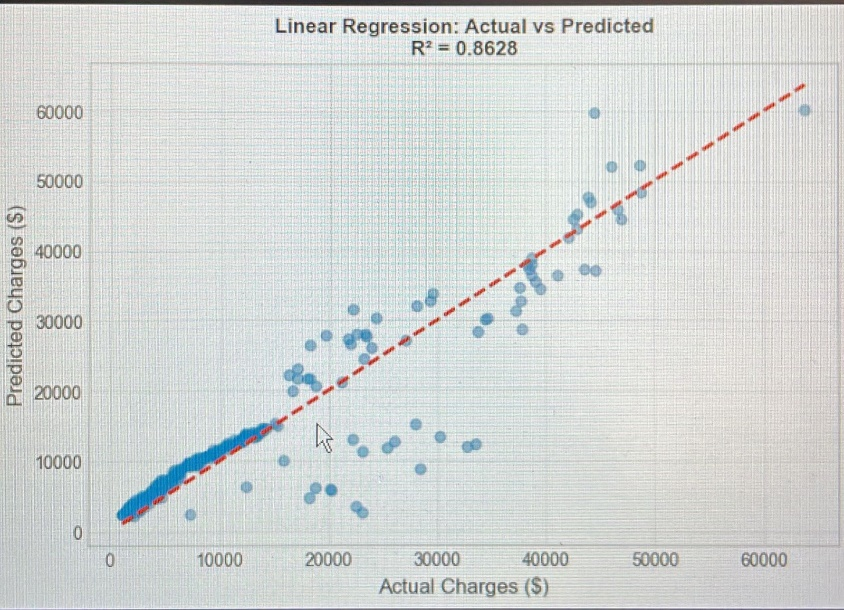 Linear Regression: Actual vs Predicted
R² = 0.8628
Predicted Charges ($)
60000
50000
40000
30000
20000
10000
0
0 10000 20000 30000 40000 50000 60000
Actual Charges ($)